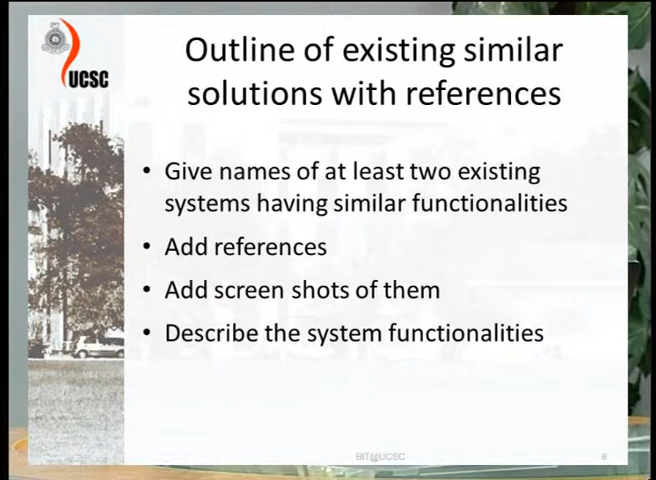 UCSC
Outline of existing similar
solutions with references
• Give names of at least two existing
systems having similar functionalities
• Add references
• Add screen shots of them
• Describe the system functionalities
BIT@UCSC